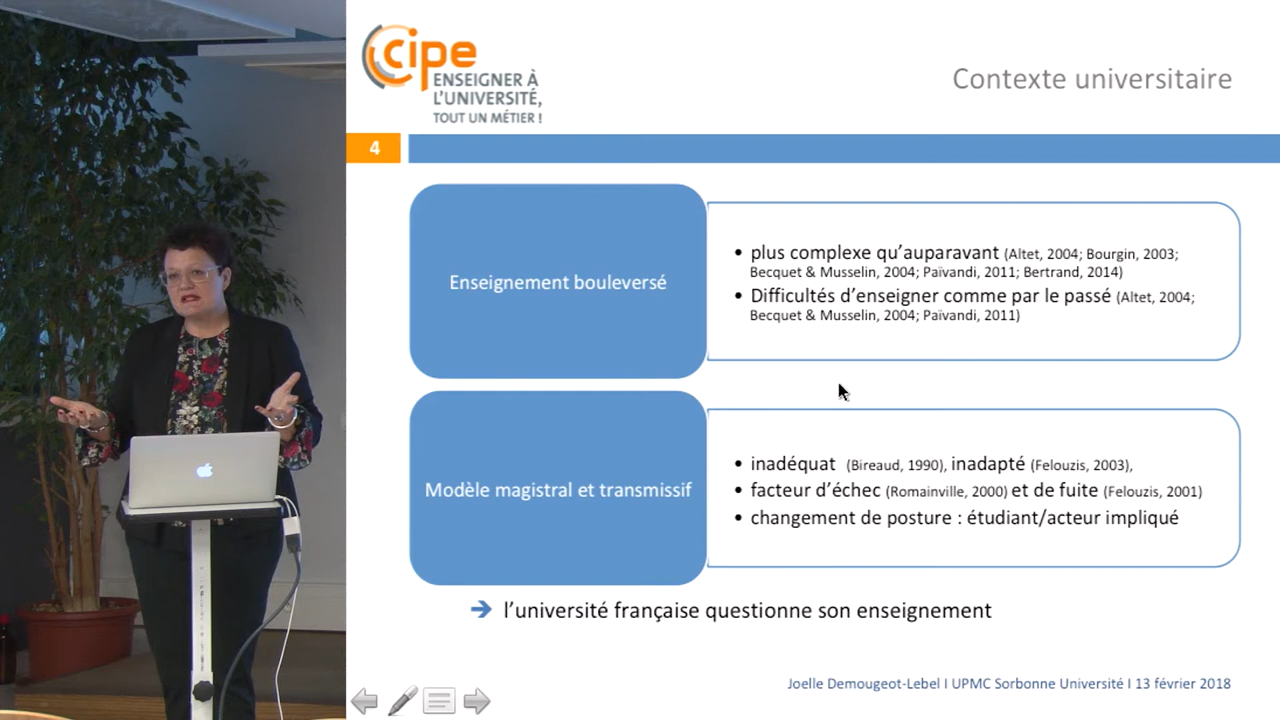 cipe
ENSEIGNER À
L'UNIVERSITÉ,
TOUT UN MÉTIER !
Contexte universitaire
4
Enseignement bouleversé
• plus complexe qu'auparavant (Altet, 2004; Bourgin, 2003;
Becquet & Musselin, 2004; Païvandi, 2011; Bertrand, 2014)
• Difficultés d'enseigner comme par le passé (Altet, 2004;
Becquet & Musselin, 2004; Païvandi, 2011)
Modèle magistral et transmissif
• inadéquat (Bireaud, 1990), inadapté (Felouzis, 2003),
• facteur d'échec (Romainville, 2000) et de fuite (Felouzis, 2001)
• changement de posture : étudiant/acteur impliqué
➔ l'université française questionne son enseignement
Joelle Demougeot-Lebel I UPMC Sorbonne Université I 13 février 2018